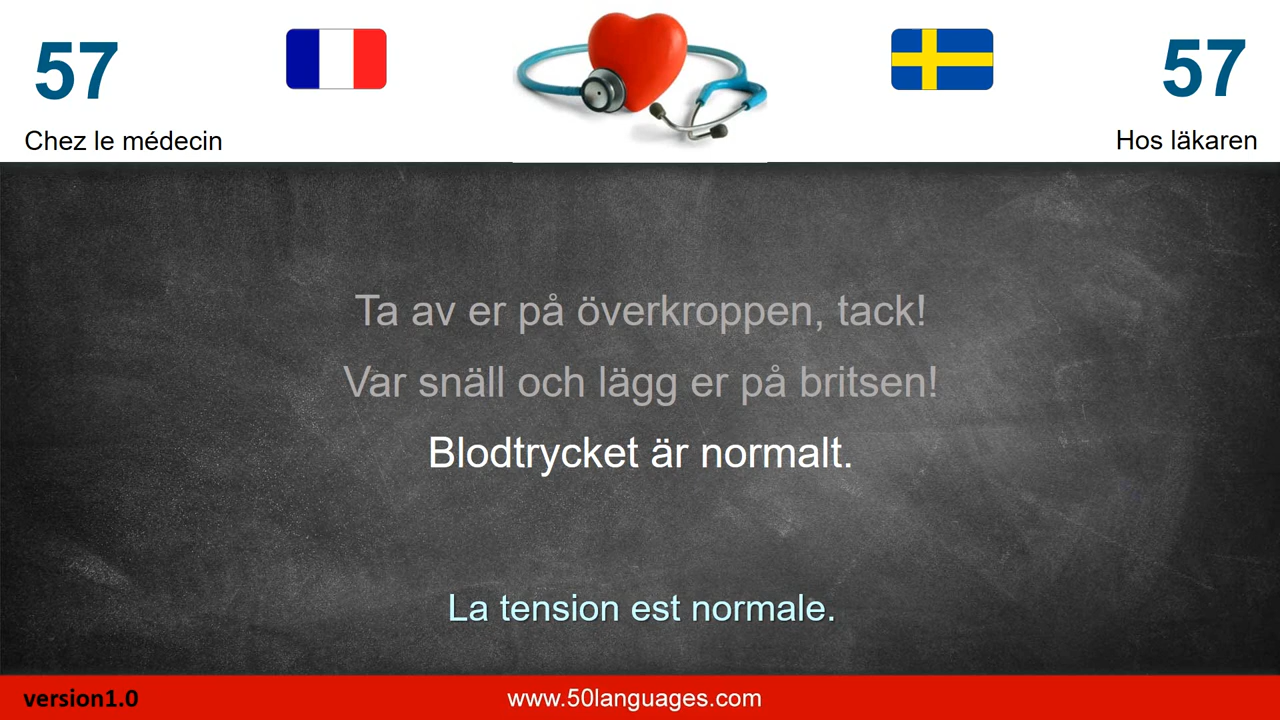 57
57
Chez le médecin
Hos läkaren
Ta av er på överkroppen, tack!
Var snäll och lägg er på britsen!
Blodtrycket är normalt.
La tension est normale.
version1.0
www.50languages.com